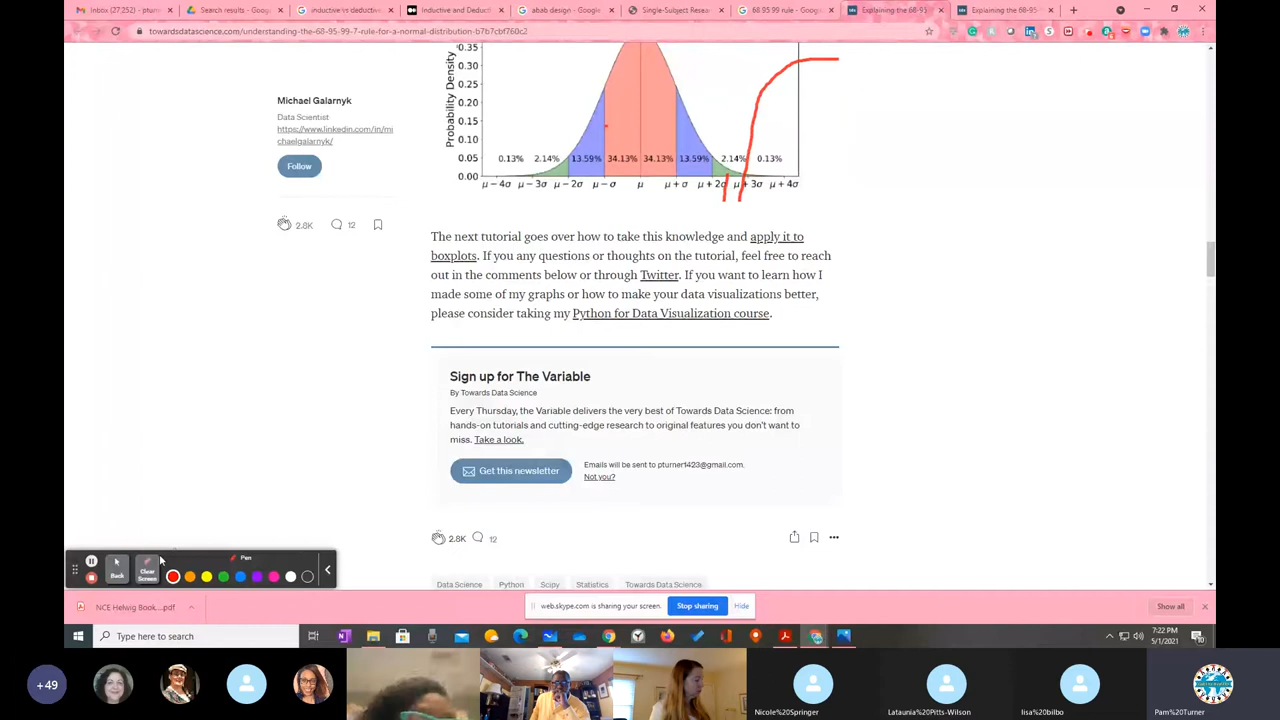 Inbox (27,252) - pturn
Search results - Goog
inductive vs deductive
Inductive and Deduct
abab design - Google
Single-Subject Resea
68 95 99 rule - Goog
Explaining the 68-95
Explaining the 68-95-
towardsdatascience.com/understanding-the-68-95-99-7-rule-for-a-normal-distribution-b7b7cbf760c2
Michael Galarnyk
Data Scientist
https://www.linkedin.com/in/mi
chaelgalarnyk/
Follow
2.8K 12
Probability Density
0.35
0.30
0.25
0.20
0.15
0.10
0.05
0.00
0.13% 2.14% 13.59% 34.13% 34.13% 13.59% 2.14% 0.13%
μ − 4σ μ − 3σ μ − 2σ μ − σ μ μ + σ μ + 2σ μ + 3σ μ + 4σ
The next tutorial goes over how to take this knowledge and apply it to
boxplots. If you any questions or thoughts on the tutorial, feel free to reach
out in the comments below or through Twitter. If you want to learn how I
made some of my graphs or how to make your data visualizations better,
please consider taking my Python for Data Visualization course.
Sign up for The Variable
By Towards Data Science
Every Thursday, the Variable delivers the very best of Towards Data Science: from
hands-on tutorials and cutting-edge research to original features you don't want to
miss. Take a look.
Get this newsletter
Emails will be sent to pturner1423@gmail.com.
Not you?
2.8K 12
Data Science Python Scipy Statistics Towards Data Science
Pen
Back
Clear
Screen
NCE Helwig Book....pdf
web.skype.com is sharing your screen. Stop sharing Hide
Show all
Type here to search
7:22 PM
5/1/2021
+49
Nicole%20Springer
Lataunia%20Pitts-Wilson
lisa%20bilbo
Pam%20Turner